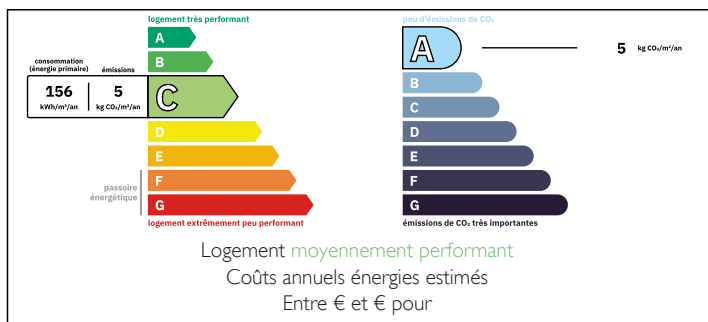 logement très performant
A
B
consommation
(énergie primaire)
émissions
156
kWh/m²/an
5
kg CO₂/m²/an
C
D
E
F
G
passoire
énergétique
logement extrêmement peu performant
peu d'émissions de CO₂
A
5 kg CO₂/m²/an
B
C
D
E
F
G
émissions de CO₂ très importantes
Logement moyennement performant
Coûts annuels énergies estimés
Entre € et € pour